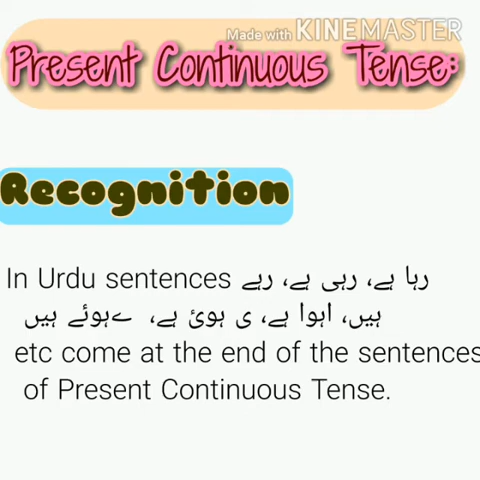 Made with KINEMASTER
Present Continuous Tense:
Recognition
In Urdu sentences رہا ہے، رہی ہے، رہے
ہیں، اہوا ہے، ی ہوئ ہے، ےہوئے ہیں
etc come at the end of the sentences
of Present Continuous Tense.